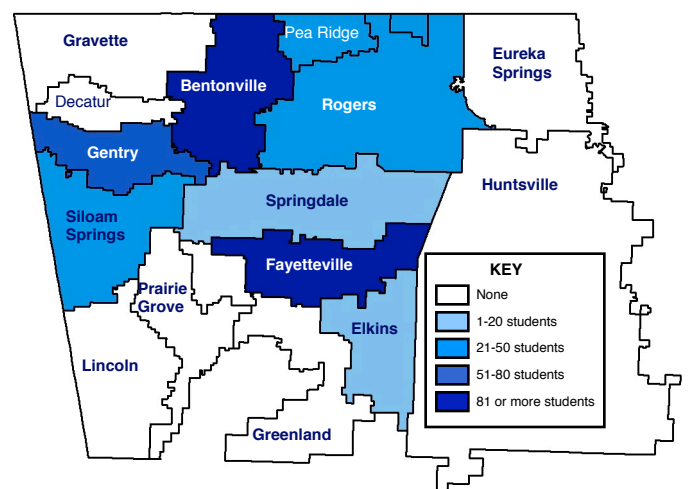 Gravette
Pea Ridge
Eureka
Springs
Bentonville
Decatur
Rogers
Gentry
Huntsville
Springdale
Siloam
Springs
Fayetteville
Prairie
Grove
Elkins
Lincoln
Greenland
KEY
None
1-20 students
21-50 students
51-80 students
81 or more students